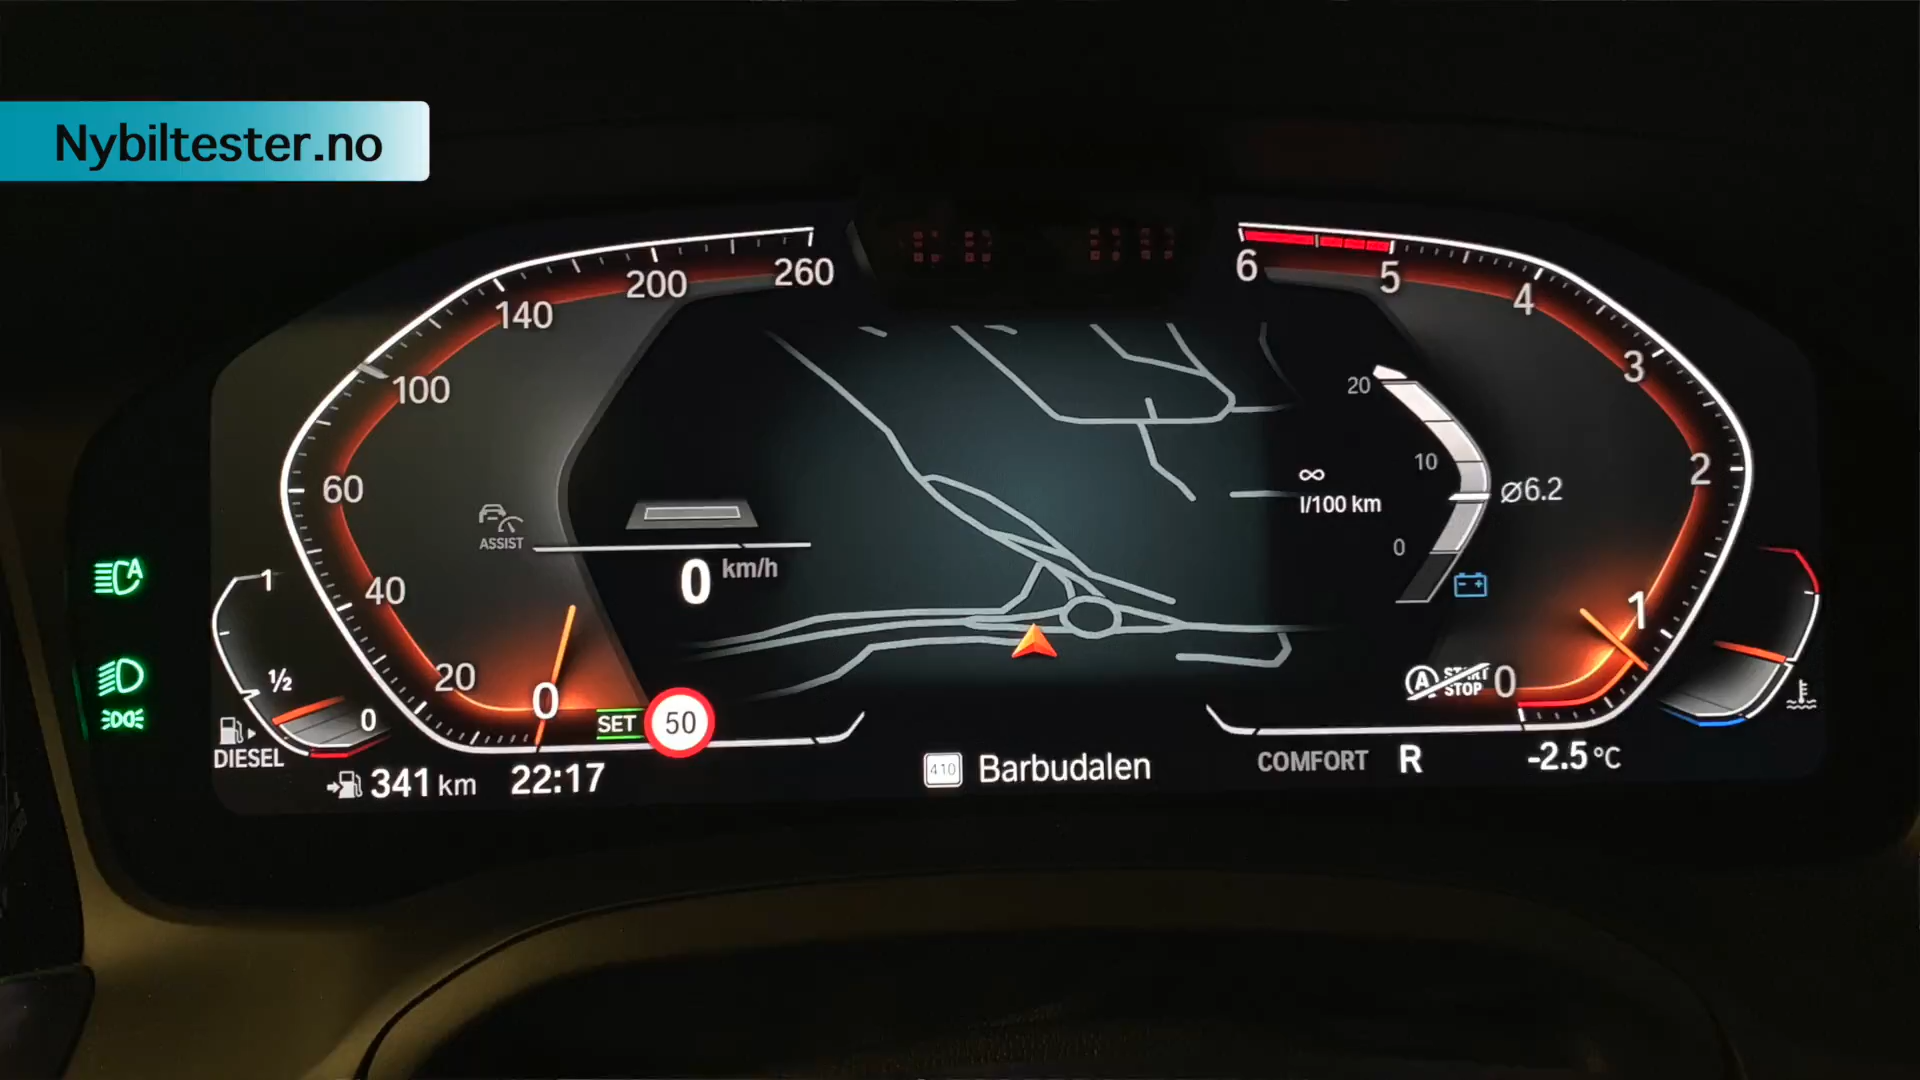 Nybiltester.no
260
200
140
100
60
40
20
0
6
5
4
3
2
1
0
20
10
0
∞
l/100 km
Ø6.2
ASSIST
0 km/h
SET 50
A START STOP
1
½
0
DIESEL
341 km
22:17
410 Barbudalen
COMFORT R
-2.5 °C
A